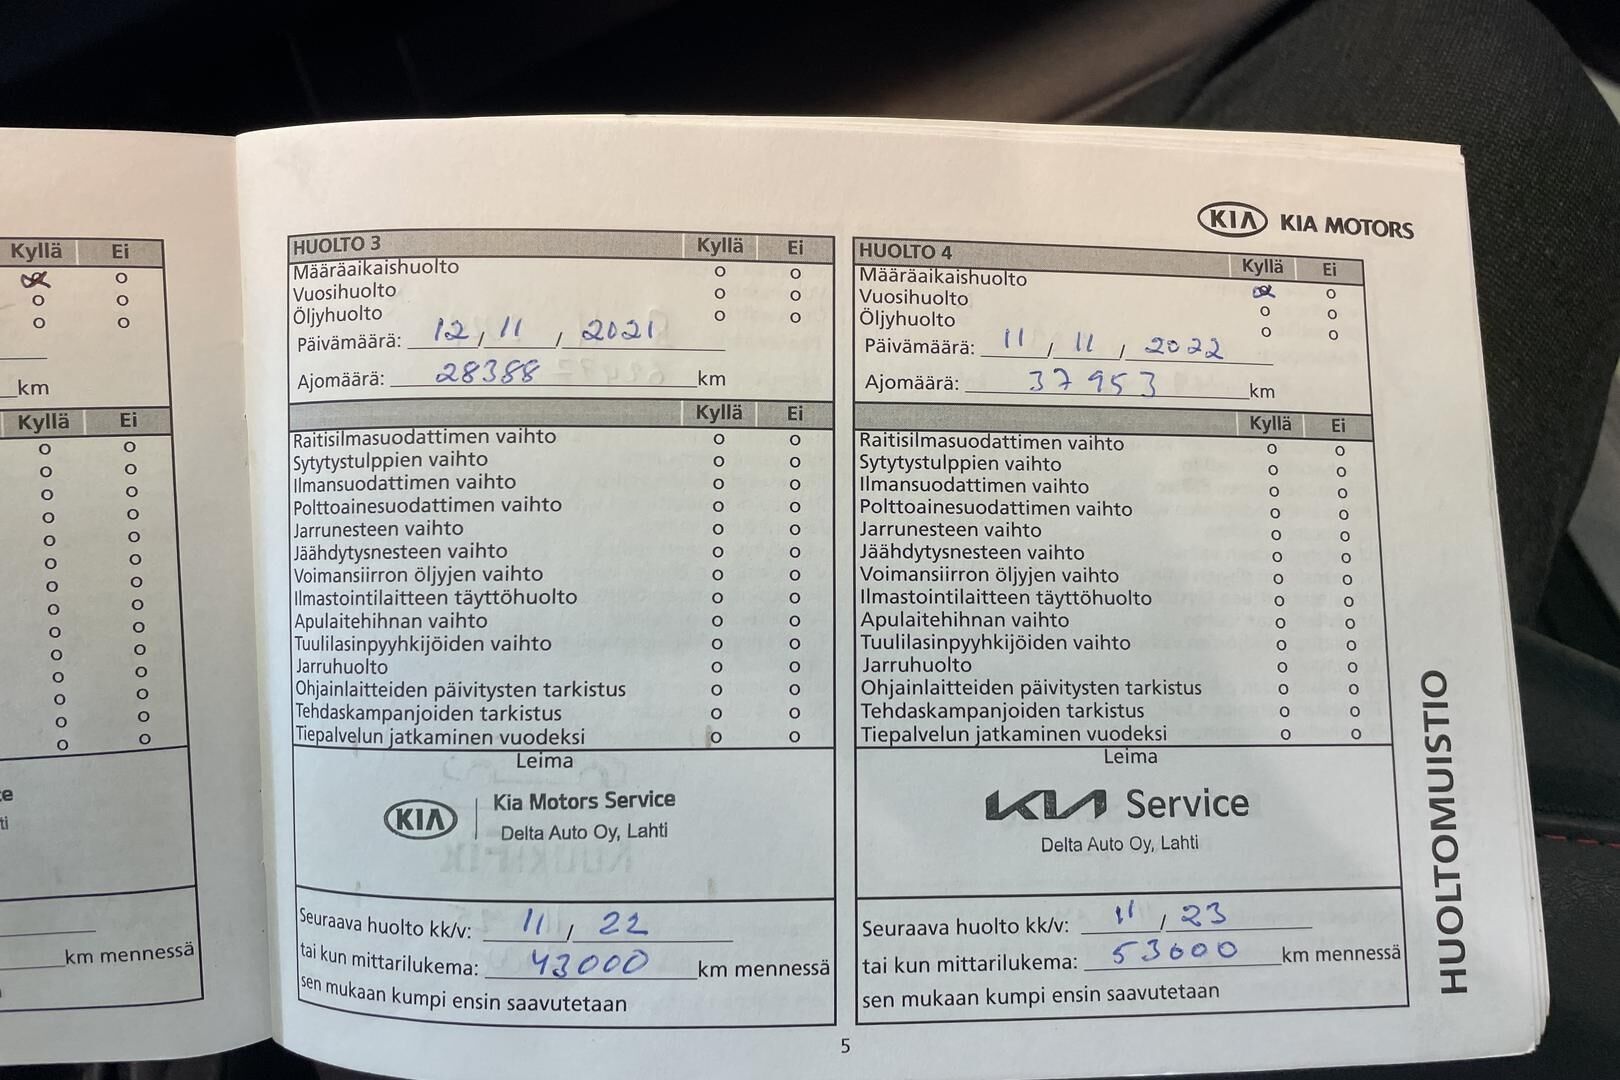 Kyllä Ei
o
o o
o o
km
Kyllä Ei
o o
o o
o o
o o
o o
o o
o o
o o
o o
o o
o o
o o
o o
o o
km mennessä
KIA KIA MOTORS
HUOLTO 3 Kyllä Ei
Määräaikaishuolto o o
Vuosihuolto o o
Öljyhuolto o o
Päivämäärä: 12 / 11 / 2021
Ajomäärä: 28388 km
Kyllä Ei
Raitisilmasuodattimen vaihto o o
Sytytystulppien vaihto o o
Ilmansuodattimen vaihto o o
Polttoainesuodattimen vaihto o o
Jarrunesteen vaihto o o
Jäähdytysnesteen vaihto o o
Voimansiirron öljyjen vaihto o o
Ilmastointilaitteen täyttöhuolto o o
Apulaitehihnan vaihto o o
Tuulilasinpyyhkijöiden vaihto o o
Jarruhuolto o o
Ohjainlaitteiden päivitysten tarkistus o o
Tehdaskampanjoiden tarkistus o o
Tiepalvelun jatkaminen vuodeksi o o
Leima
KIA Kia Motors Service
Delta Auto Oy, Lahti
Seuraava huolto kk/v: 11 / 22
tai kun mittarilukema: 43000 km mennessä
sen mukaan kumpi ensin saavutetaan
HUOLTO 4 Kyllä Ei
Määräaikaishuolto o
Vuosihuolto o o
Öljyhuolto o o
Päivämäärä: 11 / 11 / 2022
Ajomäärä: 37953 km
Kyllä Ei
Raitisilmasuodattimen vaihto o o
Sytytystulppien vaihto o o
Ilmansuodattimen vaihto o o
Polttoainesuodattimen vaihto o o
Jarrunesteen vaihto o o
Jäähdytysnesteen vaihto o o
Voimansiirron öljyjen vaihto o o
Ilmastointilaitteen täyttöhuolto o o
Apulaitehihnan vaihto o o
Tuulilasinpyyhkijöiden vaihto o o
Jarruhuolto o o
Ohjainlaitteiden päivitysten tarkistus o o
Tehdaskampanjoiden tarkistus o o
Tiepalvelun jatkaminen vuodeksi o o
Leima
KIA Service
Delta Auto Oy, Lahti
Seuraava huolto kk/v: 11 / 23
tai kun mittarilukema: 53000 km mennessä
sen mukaan kumpi ensin saavutetaan
HUOLTOMUISTIO
5